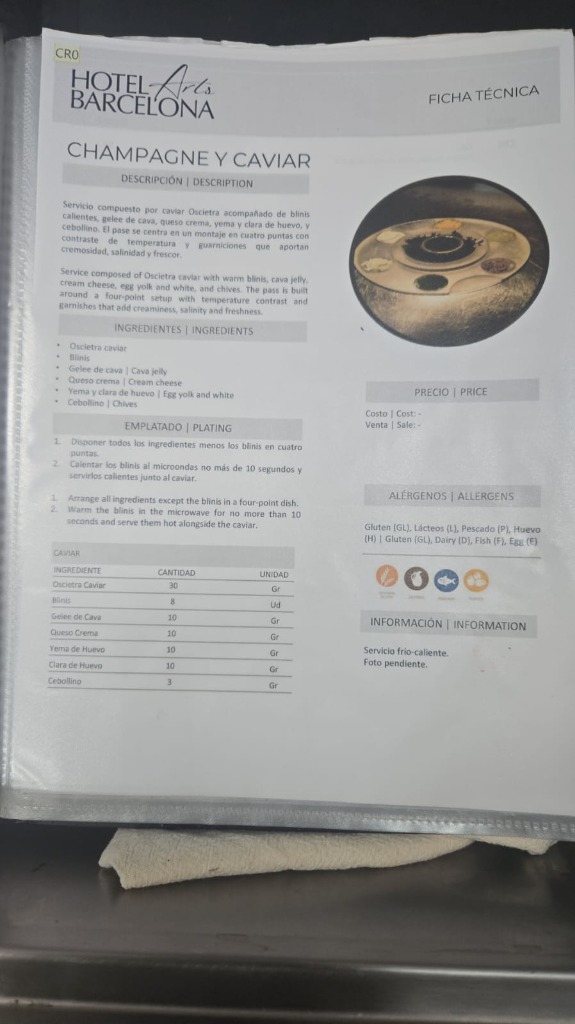 CRO
HOTEL Arts
BARCELONA
FICHA TÉCNICA
CHAMPAGNE Y CAVIAR
DESCRIPCIÓN | DESCRIPTION
Servicio compuesto por caviar Oscietra acompañado de blinis
calientes, gelee de cava, queso crema, yema y clara de huevo, y
cebollino. El pase se centra en un montaje en cuatro puntas con
contraste de temperatura y guarniciones que aportan
cremosidad, salinidad y frescor.
Service composed of Oscietra caviar with warm blinis, cava jelly,
cream cheese, egg yolk and white, and chives. The pass is built
around a four-point setup with temperature contrast and
garnishes that add creaminess, salinity and freshness.
INGREDIENTES | INGREDIENTS
• Oscietra caviar
• Blinis
• Gelee de cava | Cava jelly
• Queso crema | Cream cheese
• Yema y clara de huevo | Egg yolk and white
• Cebollino | Chives
EMPLATADO | PLATING
1. Disponer todos los ingredientes menos los blinis en cuatro
puntas.
2. Calentar los blinis al microondas no más de 10 segundos y
servirlos calientes junto al caviar.
1. Arrange all ingredients except the blinis in a four-point dish.
2. Warm the blinis in the microwave for no more than 10
seconds and serve them hot alongside the caviar.
CAVIAR
INGREDIENTE CANTIDAD UNIDAD
Oscietra Caviar 30 Gr
Blinis 8 Ud
Gelee de Cava 10 Gr
Queso Crema 10 Gr
Yema de Huevo 10 Gr
Clara de Huevo 10 Gr
Cebollino 3 Gr
PRECIO | PRICE
Costo | Cost: -
Venta | Sale: -
ALÉRGENOS | ALLERGENS
Gluten (GL), Lácteos (L), Pescado (P), Huevo
(H) | Gluten (GL), Dairy (D), Fish (F), Egg (E)
INFORMACIÓN | INFORMATION
Servicio frío-caliente.
Foto pendiente.